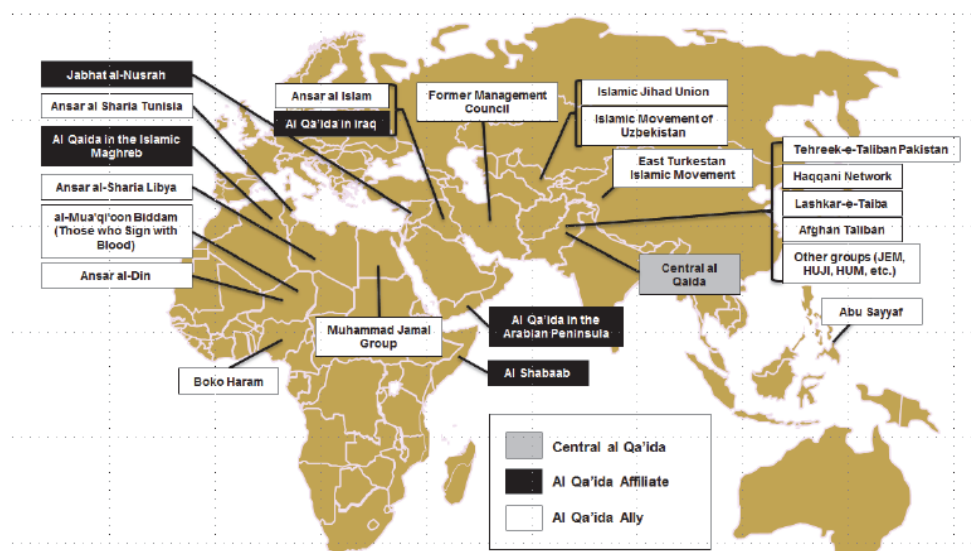 Jabhat al-Nusrah
Ansar al Sharia Tunisia
Al Qaida in the Islamic
Maghreb
Ansar al-Sharia Libya
al-Mua'qi'oon Biddam
(Those who Sign with
Blood)
Ansar al-Din
Boko Haram
Ansar al Islam
Al Qa'ida in Iraq
Former Management
Council
Islamic Jihad Union
Islamic Movement of
Uzbekistan
East Turkestan
Islamic Movement
Tehreek-e-Taliban Pakistan
Haqqani Network
Lashkar-e-Taiba
Afghan Taliban
Other groups (JEM,
HUJI, HUM, etc.)
Central al
Qaida
Abu Sayyaf
Muhammad Jamal
Group
Al Qa'ida in the
Arabian Peninsula
Al Shabaab
Central al Qa'ida
Al Qa'ida Affiliate
Al Qa'ida Ally